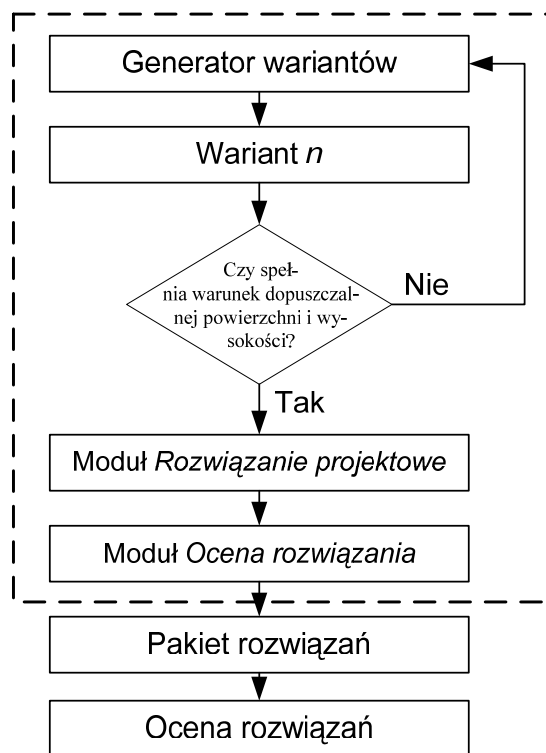 Generator wariantów
Wariant n
Czy speł-
nia warunek dopuszczal-
nej powierzchni i wy-
sokości?
Nie
Tak
Moduł Rozwiązanie projektowe
Moduł Ocena rozwiązania
Pakiet rozwiązań
Ocena rozwiązań